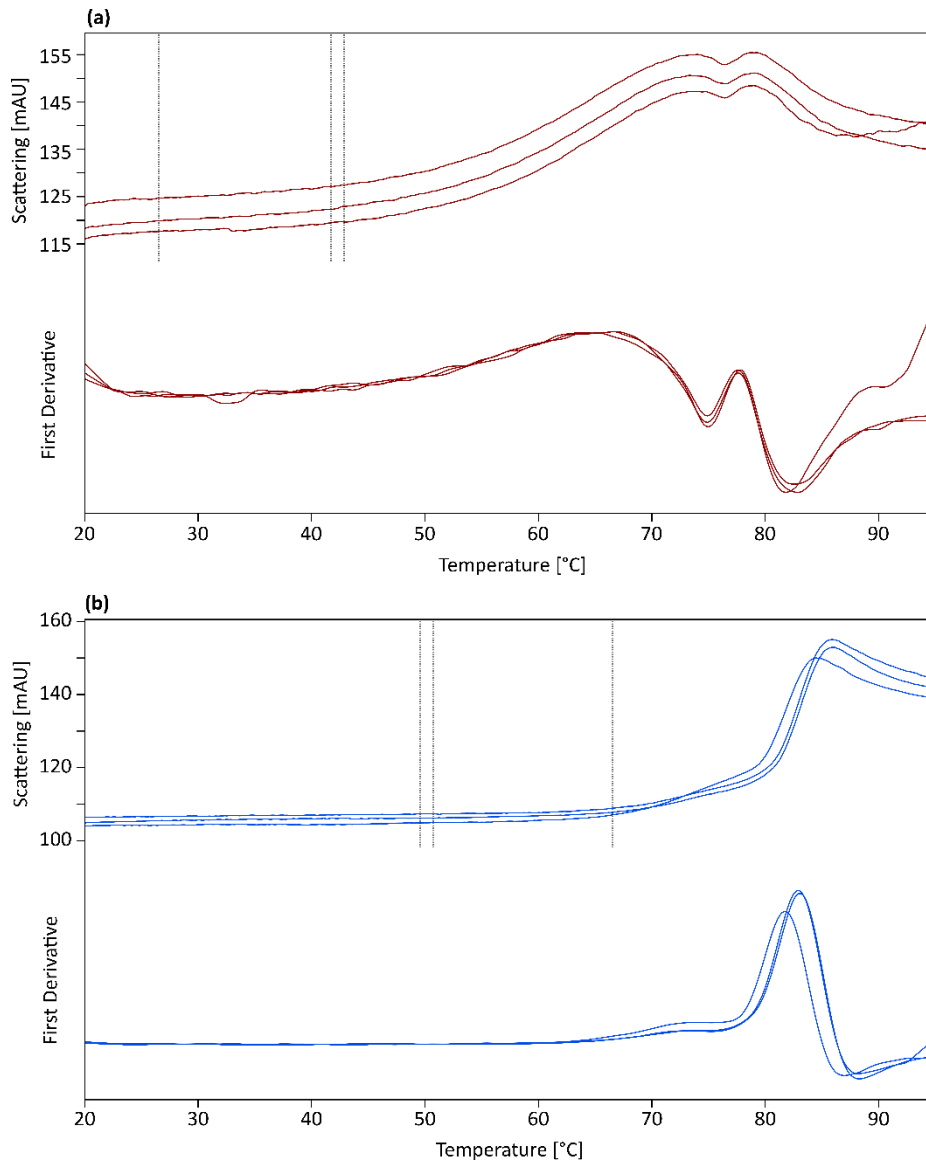 (a)
Scattering [mAU]
155
145
135
125
115
First Derivative
20 30 40 50 60 70 80 90
Temperature [°C]
(b)
Scattering [mAU]
160
140
120
100
First Derivative
20 30 40 50 60 70 80 90
Temperature [°C]